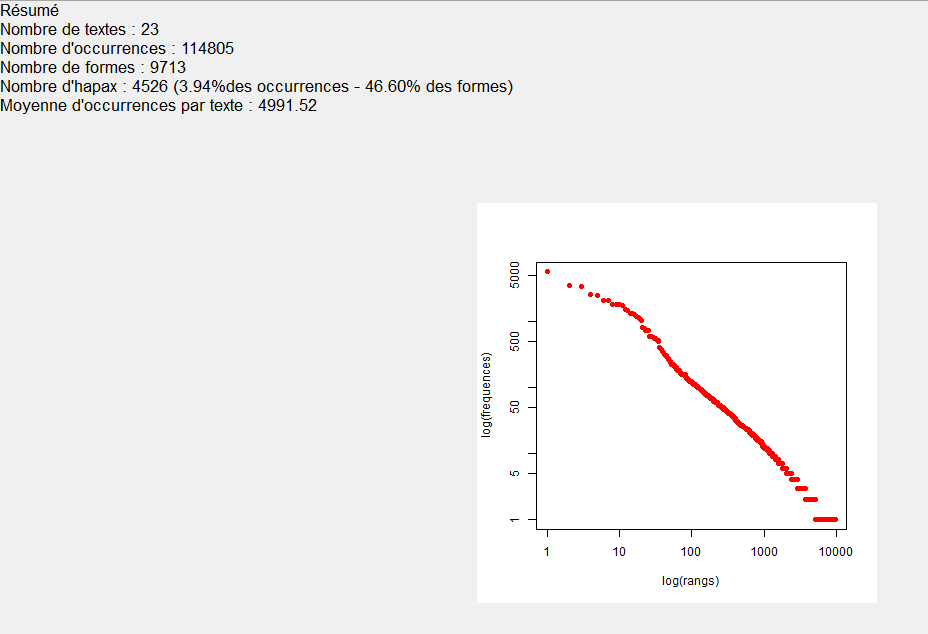 Résumé
Nombre de textes : 23
Nombre d'occurrences : 114805
Nombre de formes : 9713
Nombre d'hapax : 4526 (3.94%des occurrences - 46.60% des formes)
Moyenne d'occurrences par texte : 4991.52
5000
500
50
5
1
log(frequences)
1 10 100 1000 10000
log(rangs)